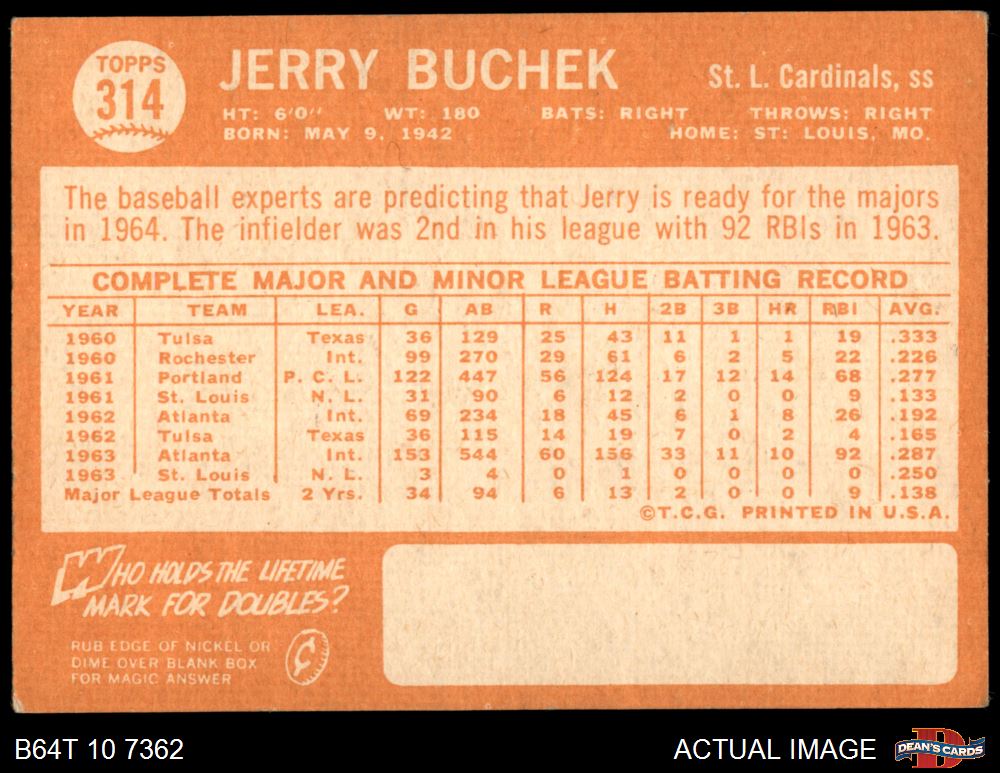 TOPPS
314
JERRY BUCHEK
St. L. Cardinals, ss
HT: 6'0" WT: 180 BATS: RIGHT THROWS: RIGHT
BORN: MAY 9, 1942 HOME: ST: LOUIS, MO.
The baseball experts are predicting that Jerry is ready for the majors
in 1964. The infielder was 2nd in his league with 92 RBIs in 1963.
COMPLETE MAJOR AND MINOR LEAGUE BATTING RECORD
YEAR TEAM LEA. G AB R H 2B 3B HR RBI AVG.
1960 Tulsa Texas 36 129 25 43 11 1 1 19 .333
1960 Rochester Int. 99 270 29 61 6 2 5 22 .226
1961 Portland P. C. L. 122 447 56 124 17 12 14 68 .277
1961 St. Louis N. L. 31 90 6 12 2 0 0 9 .133
1962 Atlanta Int. 69 234 18 45 6 1 8 26 .192
1962 Tulsa Texas 36 115 14 19 7 0 2 4 .165
1963 Atlanta Int. 153 544 60 156 33 11 10 92 .287
1963 St. Louis N. L. 3 4 0 1 0 0 0 0 .250
Major League Totals 2 Yrs. 34 94 6 13 2 0 0 9 .138
©T.C.G. PRINTED IN U.S.A.
WHO HOLDS THE LIFETIME
MARK FOR DOUBLES?
RUB EDGE OF NICKEL OR
DIME OVER BLANK BOX
FOR MAGIC ANSWER
¢
B64T 10 7362
ACTUAL IMAGE
D
DEAN'S CARDS